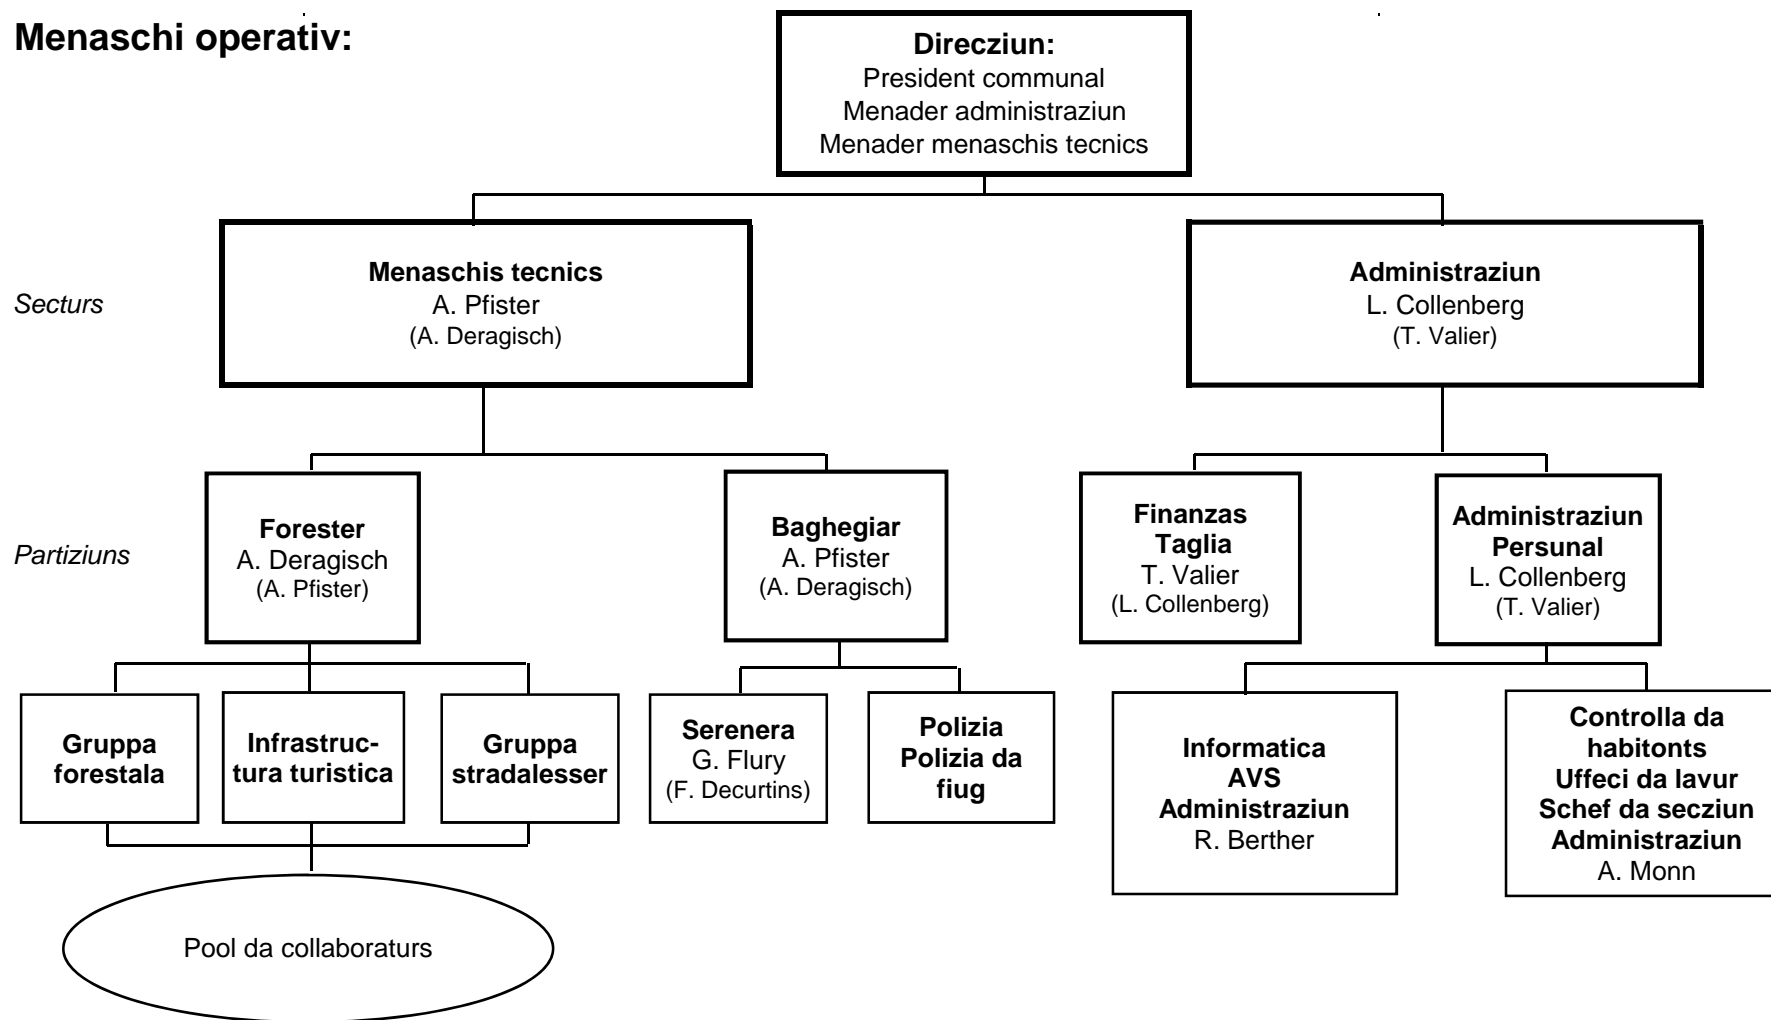 Menaschi operativ:
Direcziun:
President communal
Menader administraziun
Menader menaschis tecnics
Secturs
Menaschis tecnics
A. Pfister
(A. Deragisch)
Administraziun
L. Collenberg
(T. Valier)
Partiziuns
Forester
A. Deragisch
(A. Pfister)
Baghegiar
A. Pfister
(A. Deragisch)
Finanzas
Taglia
T. Valier
(L. Collenberg)
Administraziun
Persunal
L. Collenberg
(T. Valier)
Gruppa
forestala
Infrastruc-
tura turistica
Gruppa
stradalesser
Serenera
G. Flury
(F. Decurtins)
Polizia
Polizia da
fiug
Informatica
AVS
Administraziun
R. Berther
Controlla da
habitonts
Uffeci da lavur
Schef da secziun
Administraziun
A. Monn
Pool da collaboraturs